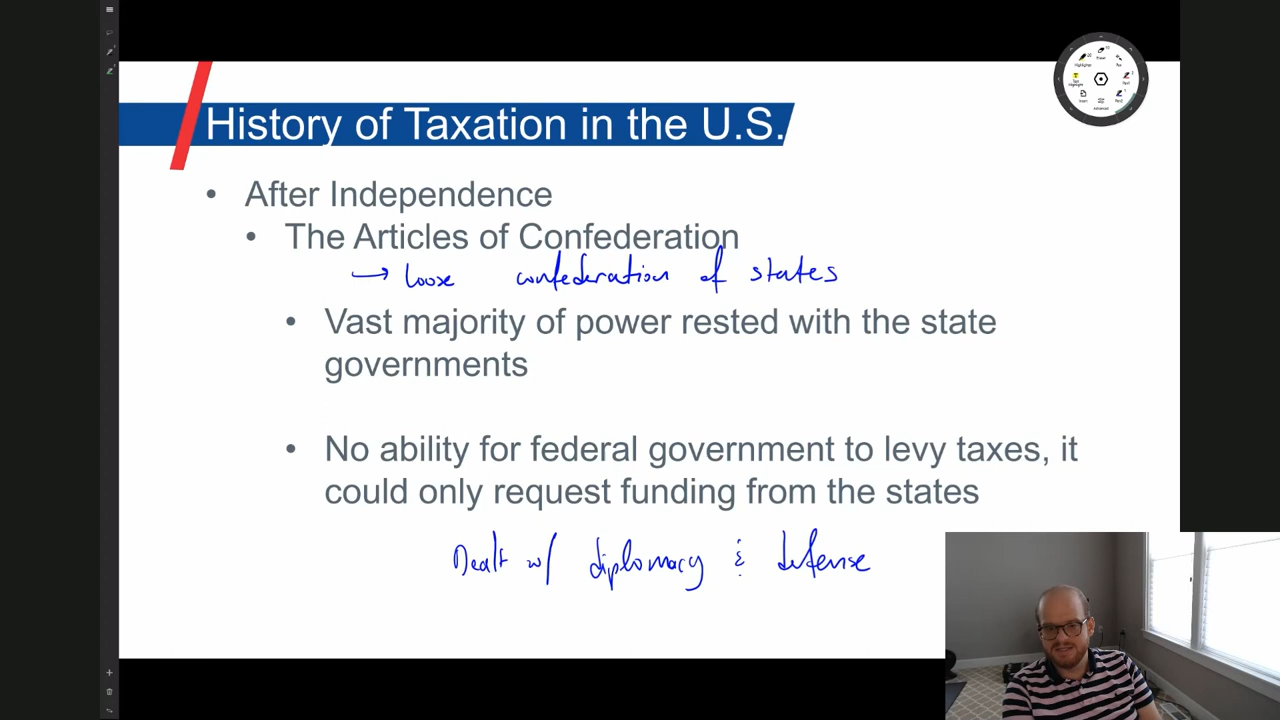 History of Taxation in the U.S.
• After Independence
• The Articles of Confederation
→ loose confederation of states
• Vast majority of power rested with the state
governments
• No ability for federal government to levy taxes, it
could only request funding from the states
Dealt w/ diplomacy & defense